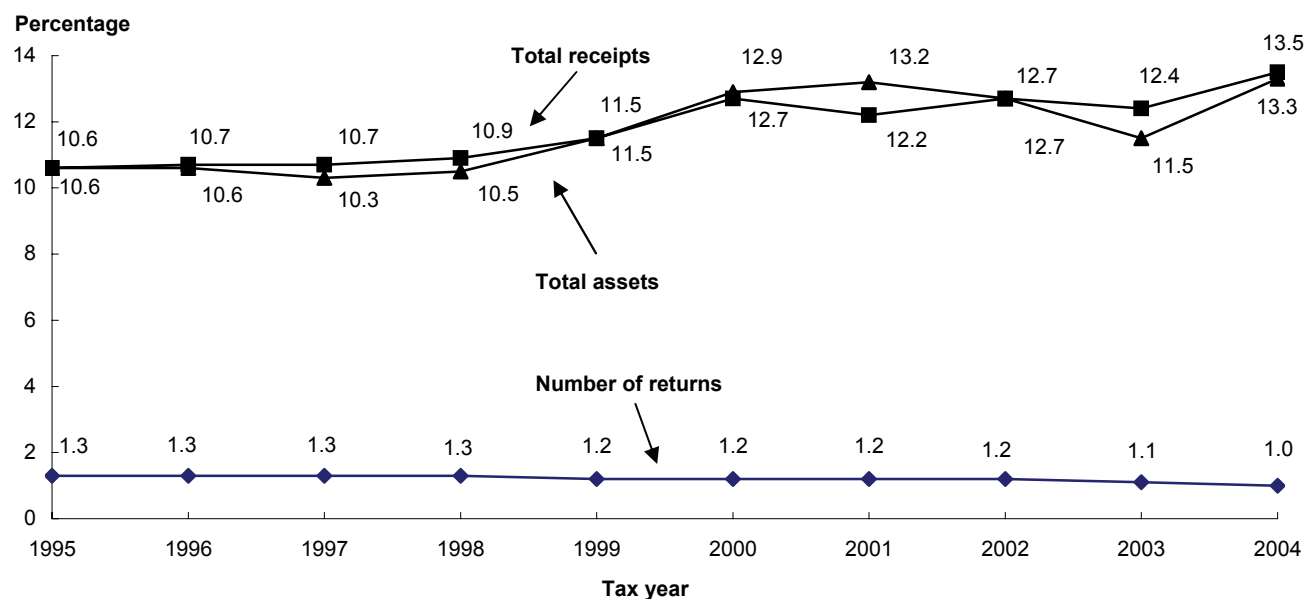 Percentage
14
12
10
8
6
4
2
0
Total receipts
10.6 10.7 10.7 10.9 11.5 12.9 13.2 12.7 12.4 13.5
10.6 10.6 10.3 10.5 11.5 12.7 12.2 12.7 11.5 13.3
Total assets
Number of returns
1.3 1.3 1.3 1.3 1.2 1.2 1.2 1.2 1.1 1.0
1995 1996 1997 1998 1999 2000 2001 2002 2003 2004
Tax year